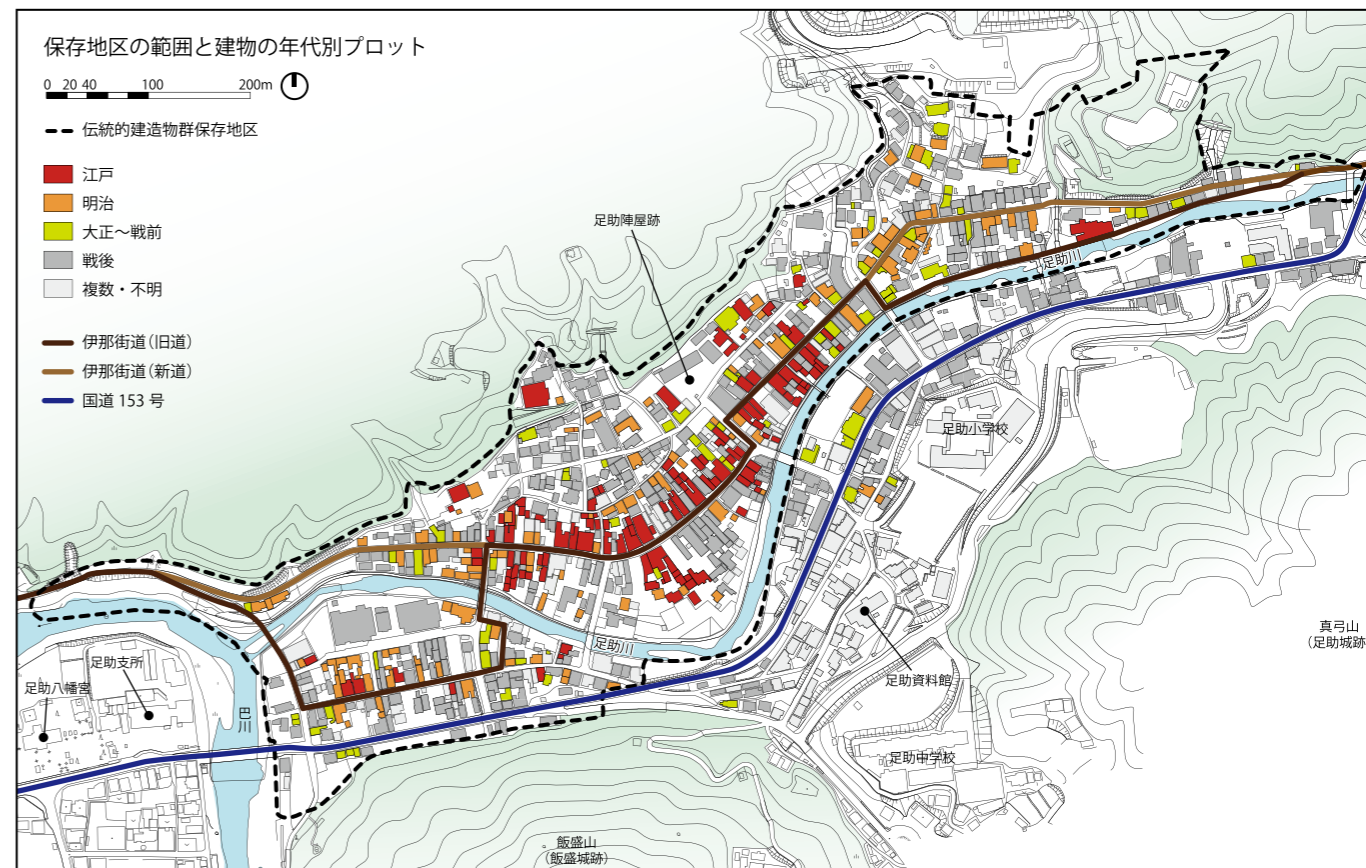 保存地区の範囲と建物の年代別プロット
0 20 40 100 200m
伝統的建造物群保存地区
江戸
明治
大正〜戦前
戦後
複数・不明
伊那街道(旧道)
伊那街道(新道)
国道 153 号
足助陣屋跡
足助川
足助小学校
真弓山
(足助城跡
足助川
足助支所
足助八幡宮
足助資料館
巴川
足助中学校
飯盛山
(飯盛城跡)